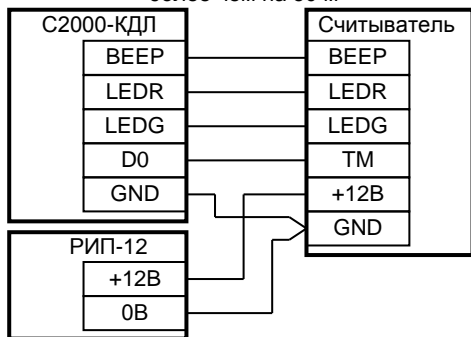 С2000-КДЛ
BEEP
LEDR
LEDG
D0
GND
РИП-12
+12В
0В
Считыватель
BEEP
LEDR
LEDG
TM
+12В
GND